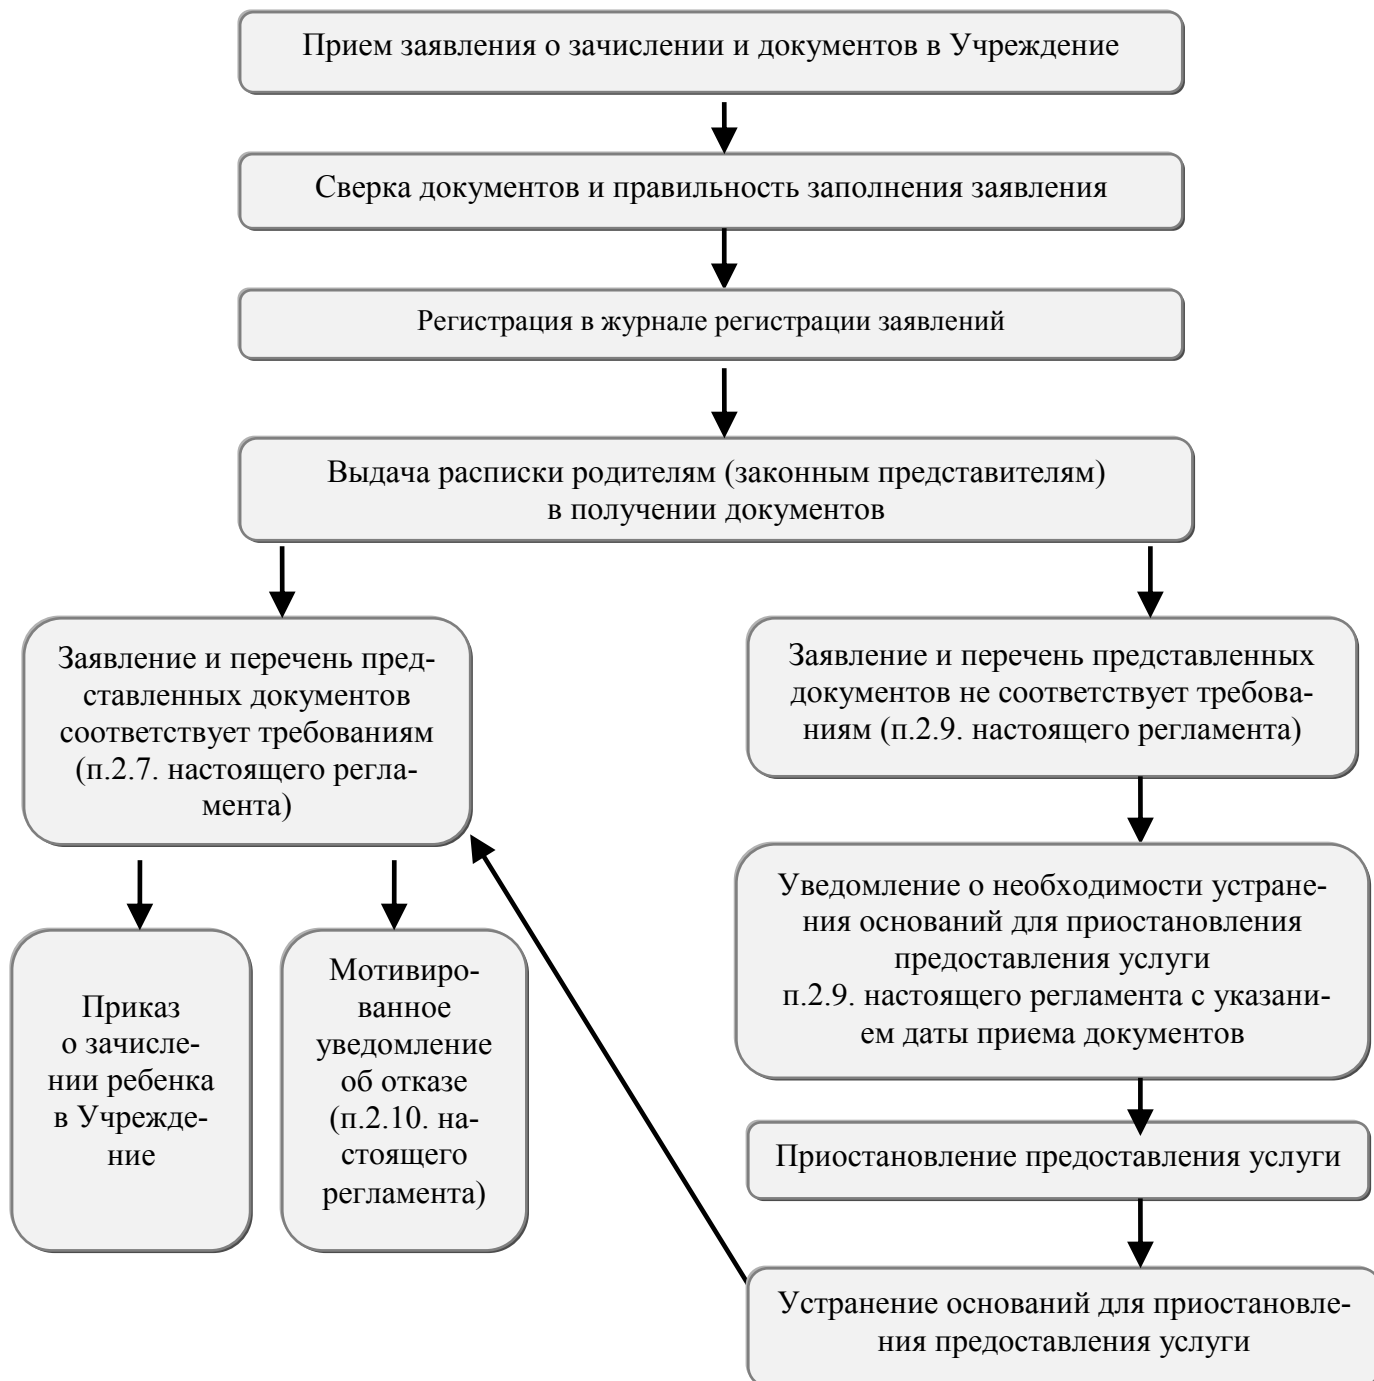 Прием заявления о зачислении и документов в Учреждение
Сверка документов и правильность заполнения заявления
Регистрация в журнале регистрации заявлений
Выдача расписки родителям (законным представителям)
в получении документов
Заявление и перечень пред-
ставленных документов
соответствует требованиям
(п.2.7. настоящего регла-
мента)
Заявление и перечень представленных
документов не соответствует требова-
ниям (п.2.9. настоящего регламента)
Уведомление о необходимости устране-
ния оснований для приостановления
предоставления услуги
п.2.9. настоящего регламента с указани-
ем даты приема документов
Приказ
о зачисле-
нии ребенка
в Учрежде-
ние
Мотивиро-
ванное
уведомление
об отказе
(п.2.10. на-
стоящего
регламента)
Приостановление предоставления услуги
Устранение оснований для приостановле-
ния предоставления услуги